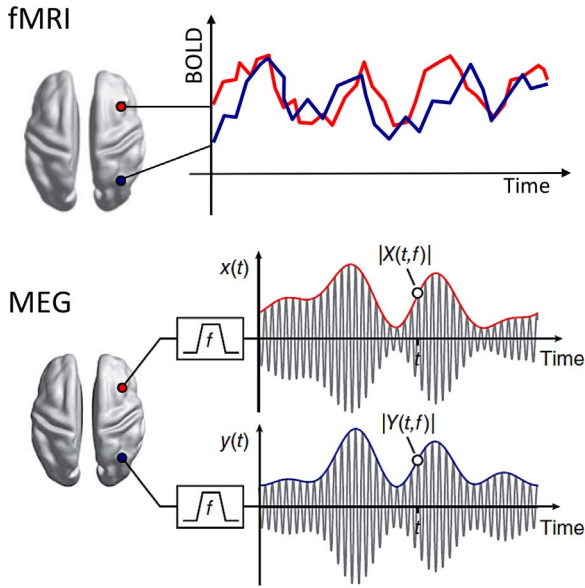 fMRI
BOLD
Time
MEG
x(t)
|X(t,f)|
f
t
Time
y(t)
|Y(t,f)|
f
t
Time